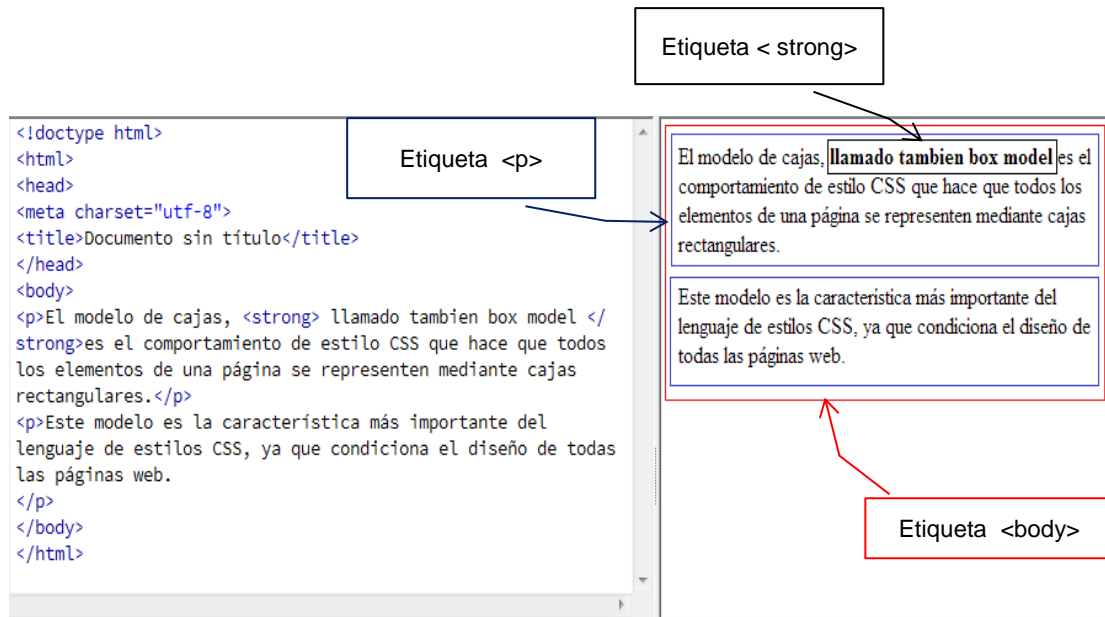 Etiqueta < strong>
Etiqueta <p>
<!doctype html>
<html>
<head>
<meta charset="utf-8">
<title>Documento sin título</title>
</head>
<body>
<p>El modelo de cajas, <strong> llamado tambien box model </
strong>es el comportamiento de estilo CSS que hace que todos
los elementos de una página se representen mediante cajas
rectangulares.</p>
<p>Este modelo es la característica más importante del
lenguaje de estilos CSS, ya que condiciona el diseño de todas
las páginas web.
</p>
</body>
</html>
El modelo de cajas, llamado tambien box model es el
comportamiento de estilo CSS que hace que todos los
elementos de una página se representen mediante cajas
rectangulares.
Este modelo es la caracteristica más importante del
lenguaje de estilos CSS, ya que condiciona el diseño de
todas las páginas web.
Etiqueta <body>